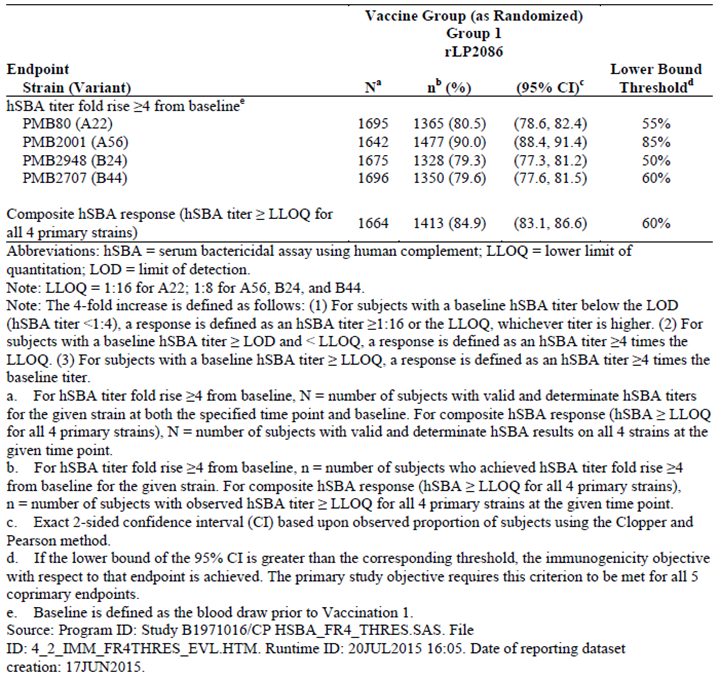 Vaccine Group (as Randomized)
Group 1
rLP2086
Endpoint
Strain (Variant) Nᵃ nᵇ (%) (95% CI)ᶜ Lower Bound Thresholdᵈ
hSBA titer fold rise ≥4 from baselineᵉ
PMB80 (A22) 1695 1365 (80.5) (78.6, 82.4) 55%
PMB2001 (A56) 1642 1477 (90.0) (88.4, 91.4) 85%
PMB2948 (B24) 1675 1328 (79.3) (77.3, 81.2) 50%
PMB2707 (B44) 1696 1350 (79.6) (77.6, 81.5) 60%
Composite hSBA response (hSBA titer ≥ LLOQ for
all 4 primary strains) 1664 1413 (84.9) (83.1, 86.6) 60%
Abbreviations: hSBA = serum bactericidal assay using human complement; LLOQ = lower limit of
quantitation; LOD = limit of detection.
Note: LLOQ = 1:16 for A22; 1:8 for A56, B24, and B44.
Note: The 4-fold increase is defined as follows: (1) For subjects with a baseline hSBA titer below the LOD
(hSBA titer <1:4), a response is defined as an hSBA titer ≥1:16 or the LLOQ, whichever titer is higher. (2) For
subjects with a baseline hSBA titer ≥ LOD and < LLOQ, a response is defined as an hSBA titer ≥4 times the
LLOQ. (3) For subjects with a baseline hSBA titer ≥ LLOQ, a response is defined as an hSBA titer ≥4 times the
baseline titer.
a. For hSBA titer fold rise ≥4 from baseline, N = number of subjects with valid and determinate hSBA titers
for the given strain at both the specified time point and baseline. For composite hSBA response (hSBA ≥ LLOQ
for all 4 primary strains), N = number of subjects with valid and determinate hSBA results on all 4 strains at the
given time point.
b. For hSBA titer fold rise ≥4 from baseline, n = number of subjects who achieved hSBA titer fold rise ≥4
from baseline for the given strain. For composite hSBA response (hSBA ≥ LLOQ for all 4 primary strains),
n = number of subjects with observed hSBA titer ≥ LLOQ for all 4 primary strains at the given time point.
c. Exact 2-sided confidence interval (CI) based upon observed proportion of subjects using the Clopper and
Pearson method.
d. If the lower bound of the 95% CI is greater than the corresponding threshold, the immunogenicity objective
with respect to that endpoint is achieved. The primary study objective requires this criterion to be met for all 5
coprimary endpoints.
e. Baseline is defined as the blood draw prior to Vaccination 1.
Source: Program ID: Study B1971016/CP HSBA_FR4_THRES.SAS. File
ID: 4_2_IMM_FR4THRES_EVL.HTM. Runtime ID: 20JUL2015 16:05. Date of reporting dataset
creation: 17JUN2015.